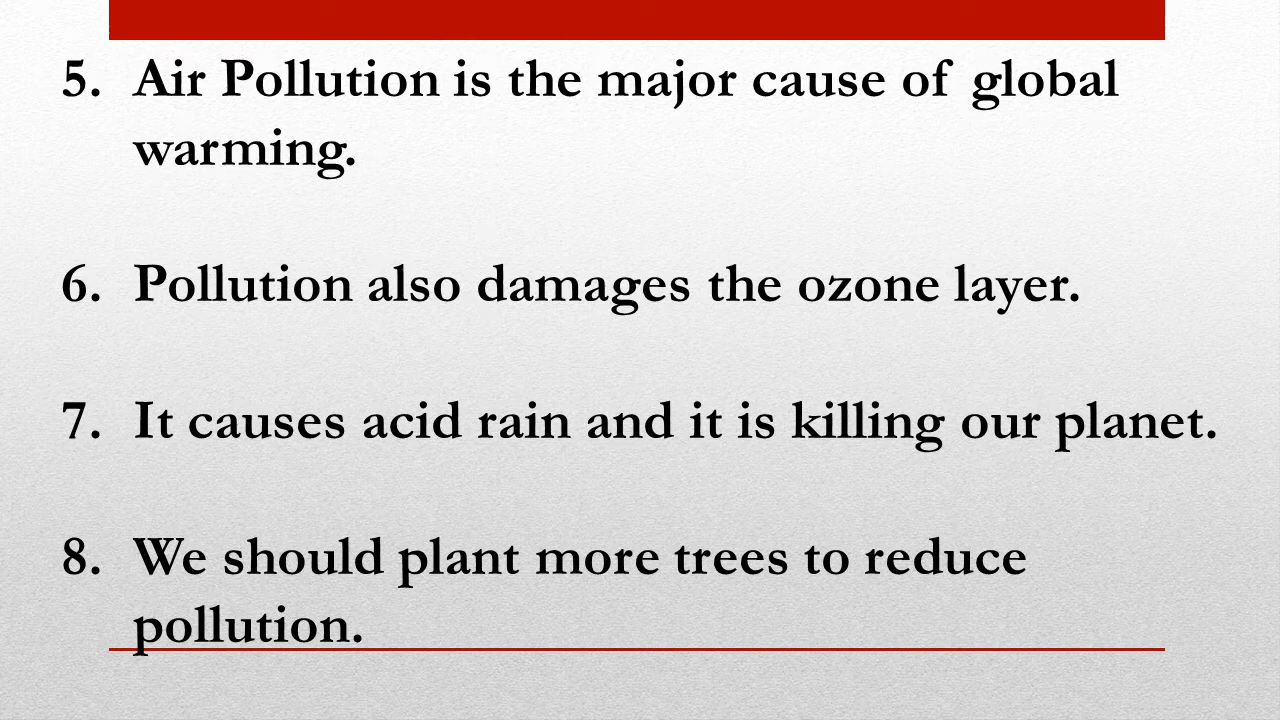 5. Air Pollution is the major cause of global
warming.
6. Pollution also damages the ozone layer.
7. It causes acid rain and it is killing our planet.
8. We should plant more trees to reduce
pollution.